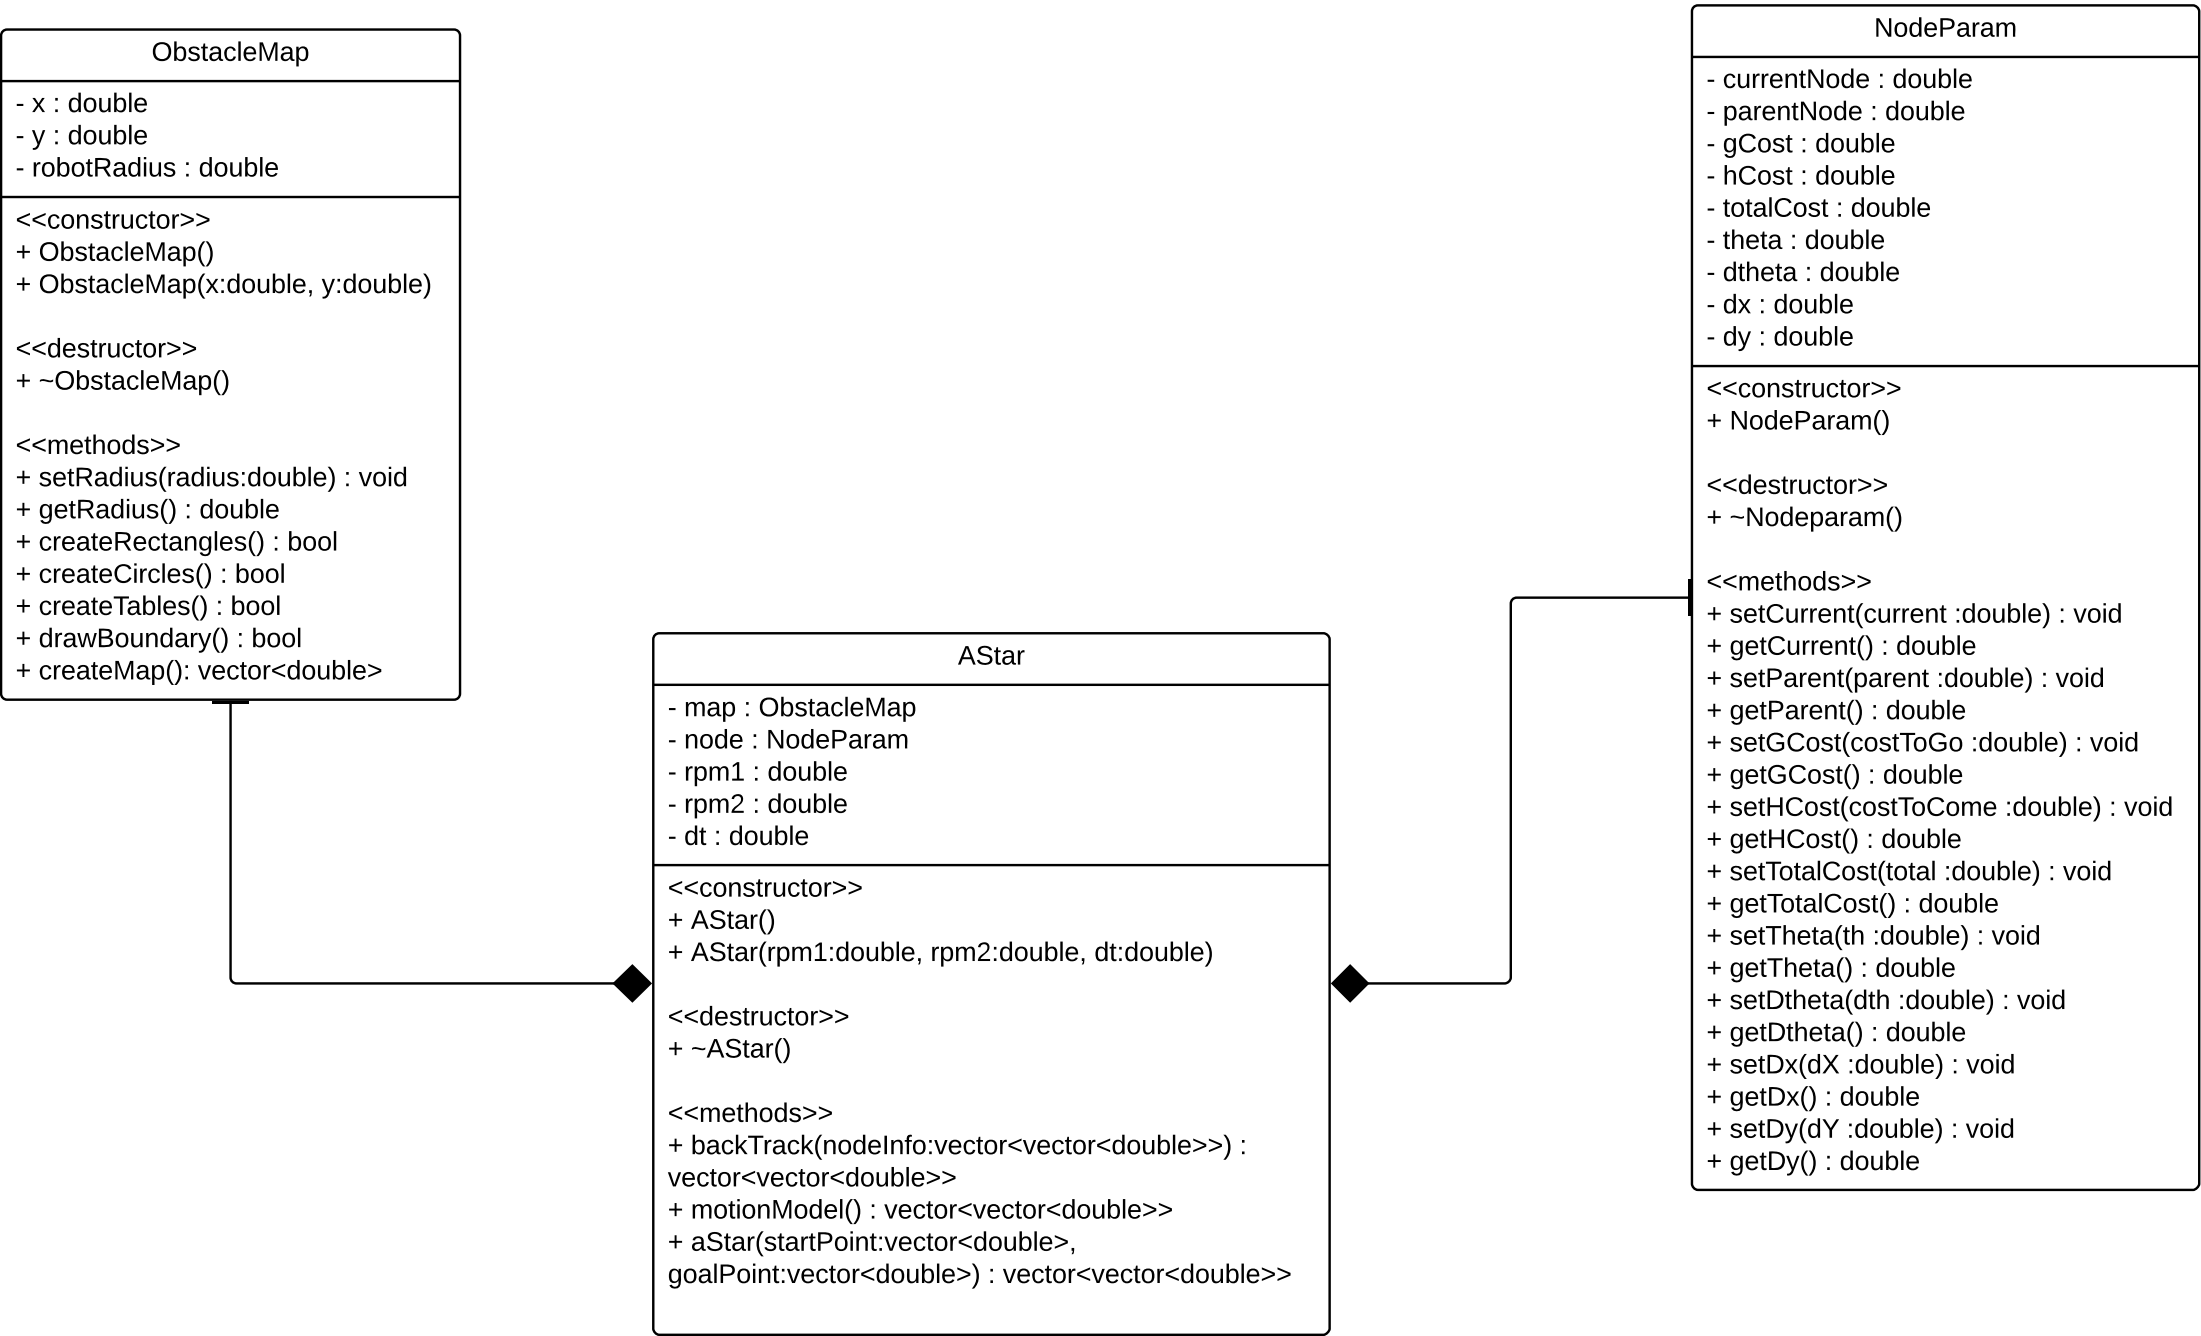 ObstacleMap
- x : double
- y : double
- robotRadius : double
<<constructor>>
+ ObstacleMap()
+ ObstacleMap(x:double, y:double)
<<destructor>>
+ ~ObstacleMap()
<<methods>>
+ setRadius(radius:double) : void
+ getRadius() : double
+ createRectangles() : bool
+ createCircles() : bool
+ createTables() : bool
+ drawBoundary() : bool
+ createMap(): vector<double>
AStar
- map : ObstacleMap
- node : NodeParam
- rpm1 : double
- rpm2 : double
- dt : double
<<constructor>>
+ AStar()
+ AStar(rpm1:double, rpm2:double, dt:double)
<<destructor>>
+ ~AStar()
<<methods>>
+ backTrack(nodeInfo:vector<vector<double>>) :
vector<vector<double>>
+ motionModel() : vector<vector<double>>
+ aStar(startPoint:vector<double>,
goalPoint:vector<double>) : vector<vector<double>>
NodeParam
- currentNode : double
- parentNode : double
- gCost : double
- hCost : double
- totalCost : double
- theta : double
- dtheta : double
- dx : double
- dy : double
<<constructor>>
+ NodeParam()
<<destructor>>
+ ~Nodeparam()
<<methods>>
+ setCurrent(current :double) : void
+ getCurrent() : double
+ setParent(parent :double) : void
+ getParent() : double
+ setGCost(costToGo :double) : void
+ getGCost() : double
+ setHCost(costToCome :double) : void
+ getHCost() : double
+ setTotalCost(total :double) : void
+ getTotalCost() : double
+ setTheta(th :double) : void
+ getTheta() : double
+ setDtheta(dth :double) : void
+ getDtheta() : double
+ setDx(dX :double) : void
+ getDx() : double
+ setDy(dY :double) : void
+ getDy() : double